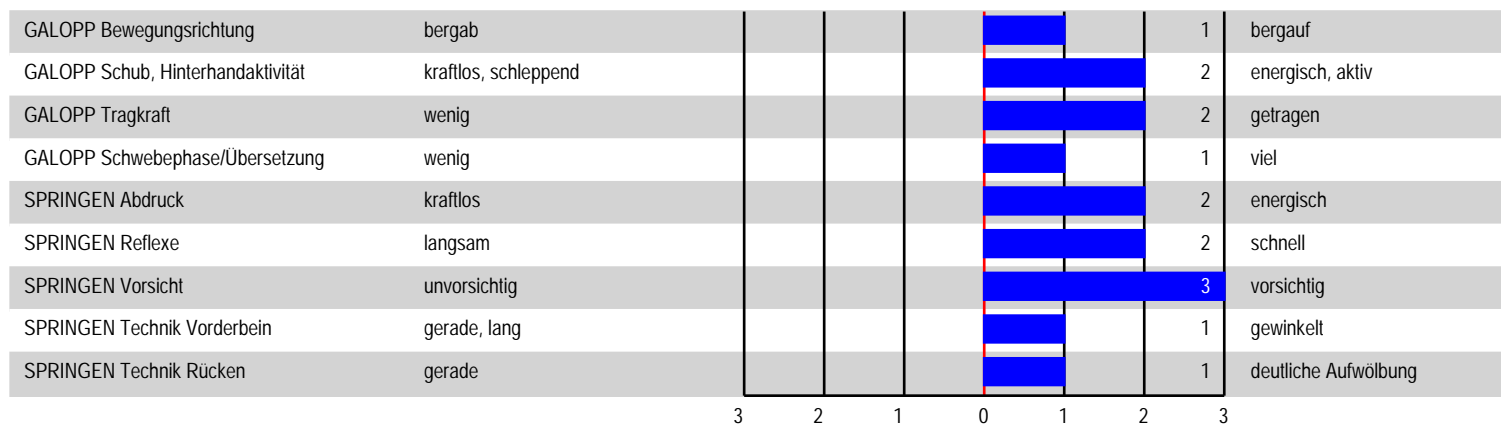 GALOPP Bewegungsrichtung bergab 1 bergauf
GALOPP Schub, Hinterhandaktivität kraftlos, schleppend 2 energisch, aktiv
GALOPP Tragkraft wenig 2 getragen
GALOPP Schwebephase/Übersetzung wenig 1 viel
SPRINGEN Abdruck kraftlos 2 energisch
SPRINGEN Reflexe langsam 2 schnell
SPRINGEN Vorsicht unvorsichtig 3 vorsichtig
SPRINGEN Technik Vorderbein gerade, lang 1 gewinkelt
SPRINGEN Technik Rücken gerade 1 deutliche Aufwölbung
3 2 1 0 1 2 3